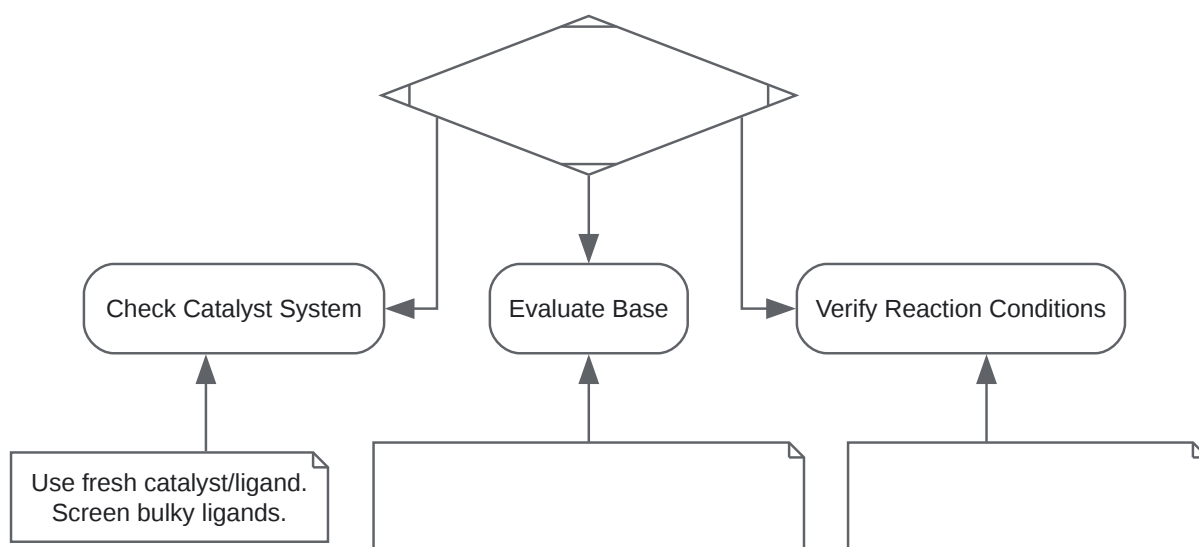 Check Catalyst System
Evaluate Base
Verify Reaction Conditions
Use fresh catalyst/ligand.
Screen bulky ligands.